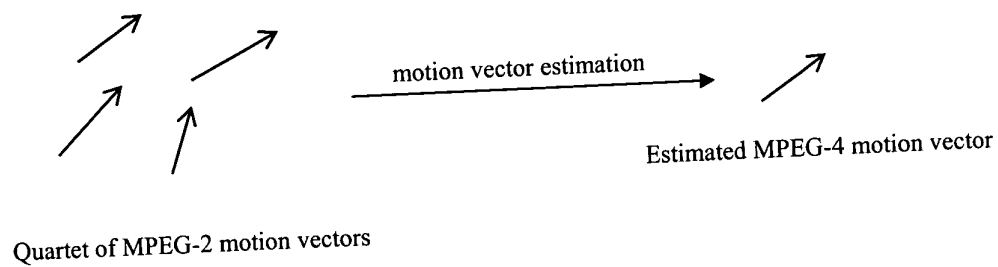 motion vector estimation
Estimated MPEG-4 motion vector
Quartet of MPEG-2 motion vectors